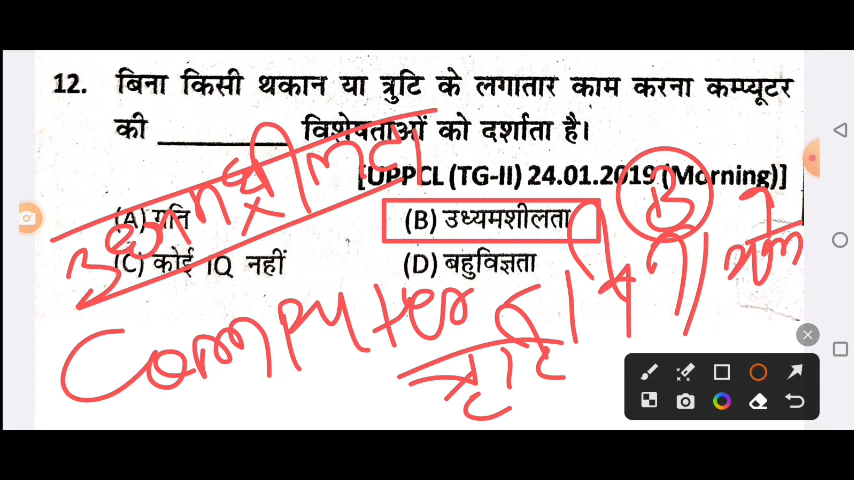 12. बिना किसी थकान या त्रुटि के लगातार काम करना कम्प्यूटर
की ________ विशेषताओं को दर्शाता है।
[UPPCL (TG-II) 24.01.2019 (Morning)]
(A) गति (B) उध्यमशीलता
B
(C) कोई IQ नहीं (D) बहुविज्ञता
Computer
त्रुटि